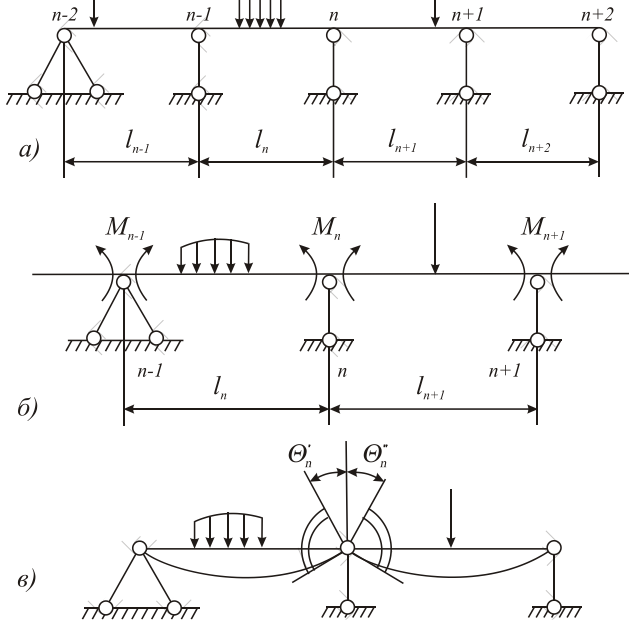 n-2 n-1 n n+1 n+2
а) l_{n-1} l_n l_{n+1} l_{n+2}
M_{n-1} M_n M_{n+1}
n-1 n n+1
б) l_n l_{n+1}
Θ'_n Θ''_n
в)